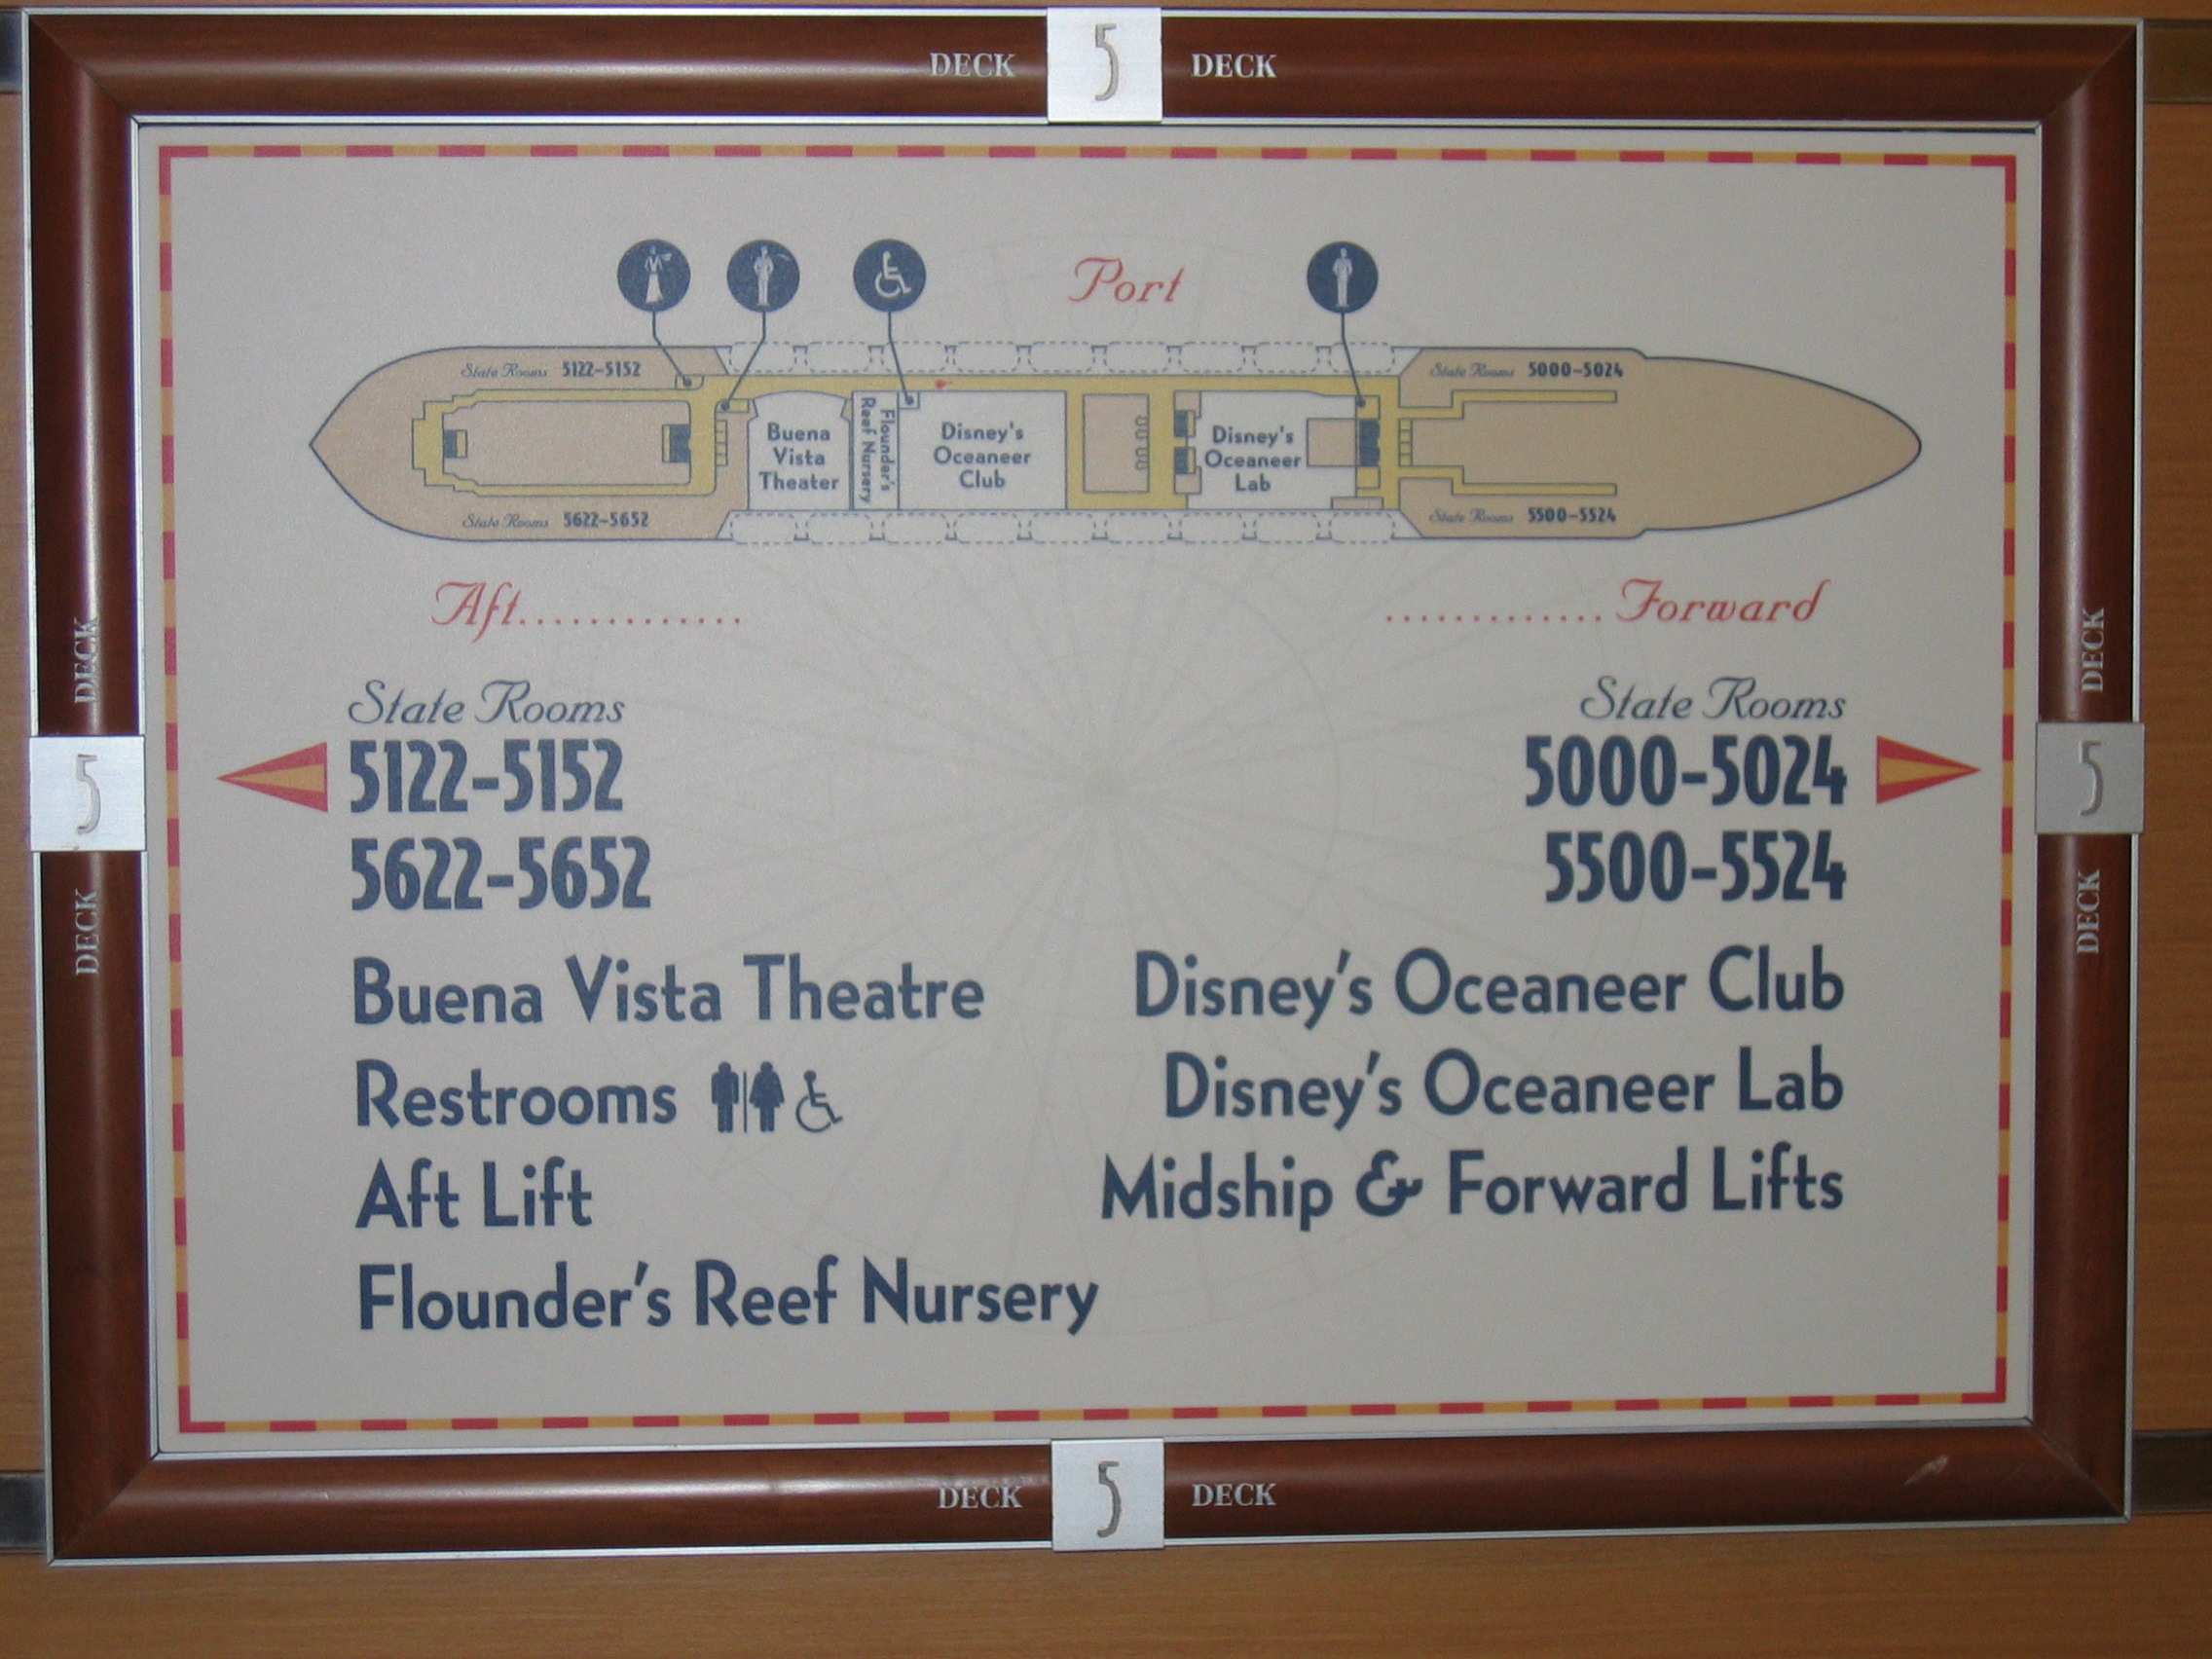 DECK 5 DECK
Port
State Rooms 5122-5152
State Rooms 5000-5024
Buena
Vista
Theater
Flounder's
Reef Nursery
Disney's
Oceaneer
Club
Disney's
Oceaneer
Lab
State Rooms 5622-5652
State Rooms 5500-5524
Aft.............
.............Forward
State Rooms
5122-5152
5622-5652
Buena Vista Theatre
Restrooms
Aft Lift
Flounder's Reef Nursery
State Rooms
5000-5024
5500-5524
Disney's Oceaneer Club
Disney's Oceaneer Lab
Midship & Forward Lifts
DECK 5 DECK
DECK 5 DECK
DECK 5 DECK